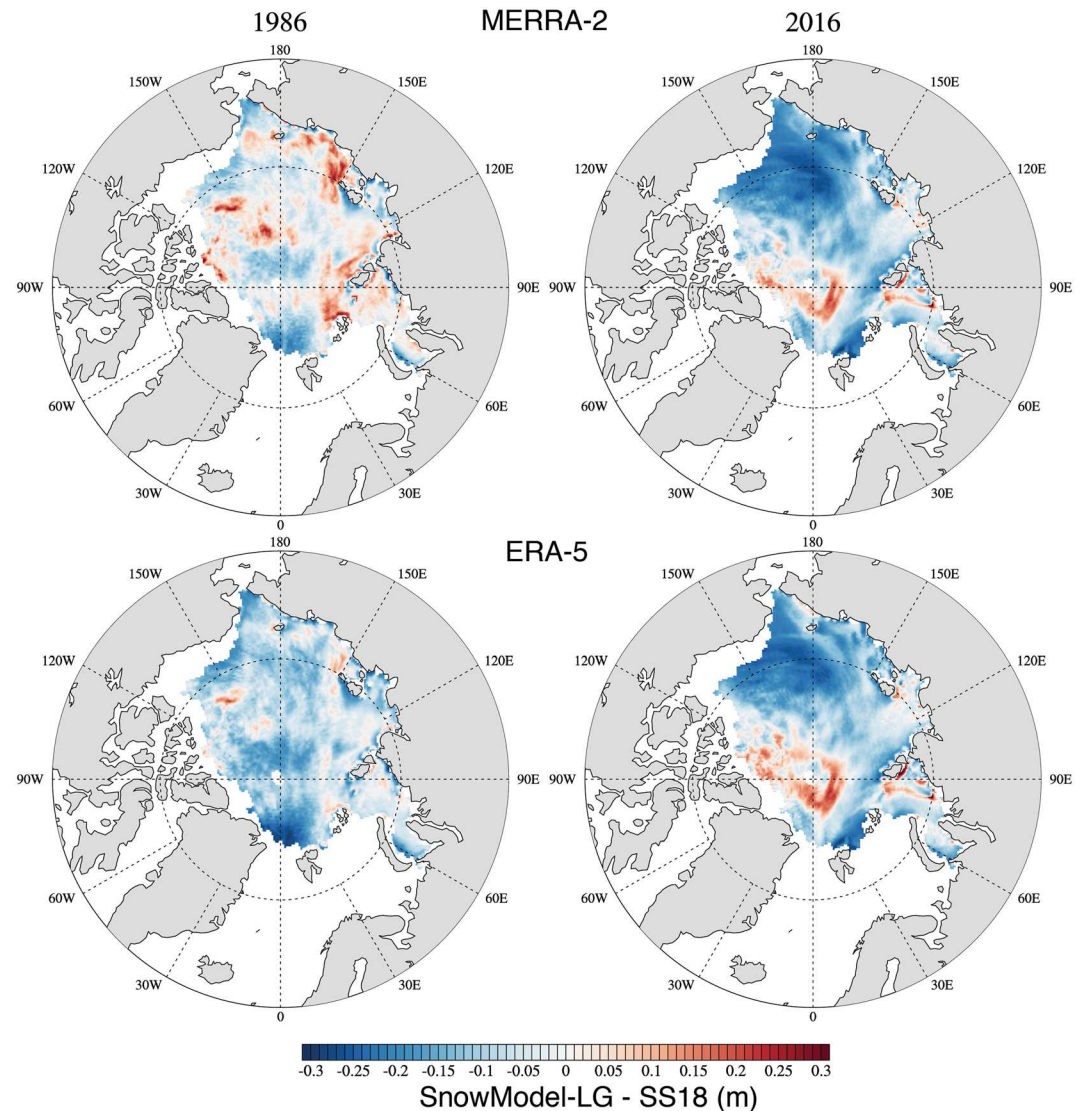 1986 MERRA-2 2016
180 180
150W 150E 150W 150E
120W 120E 120W 120E
90W 90E 90W 90E
60W 60E 60W 60E
30W 30E 30W 30E
0 0
ERA-5
180 180
150W 150E 150W 150E
120W 120E 120W 120E
90W 90E 90W 90E
60W 60E 60W 60E
30W 30E 30W 30E
0 0
-0.3 -0.25 -0.2 -0.15 -0.1 -0.05 0 0.05 0.1 0.15 0.2 0.25 0.3
SnowModel-LG - SS18 (m)